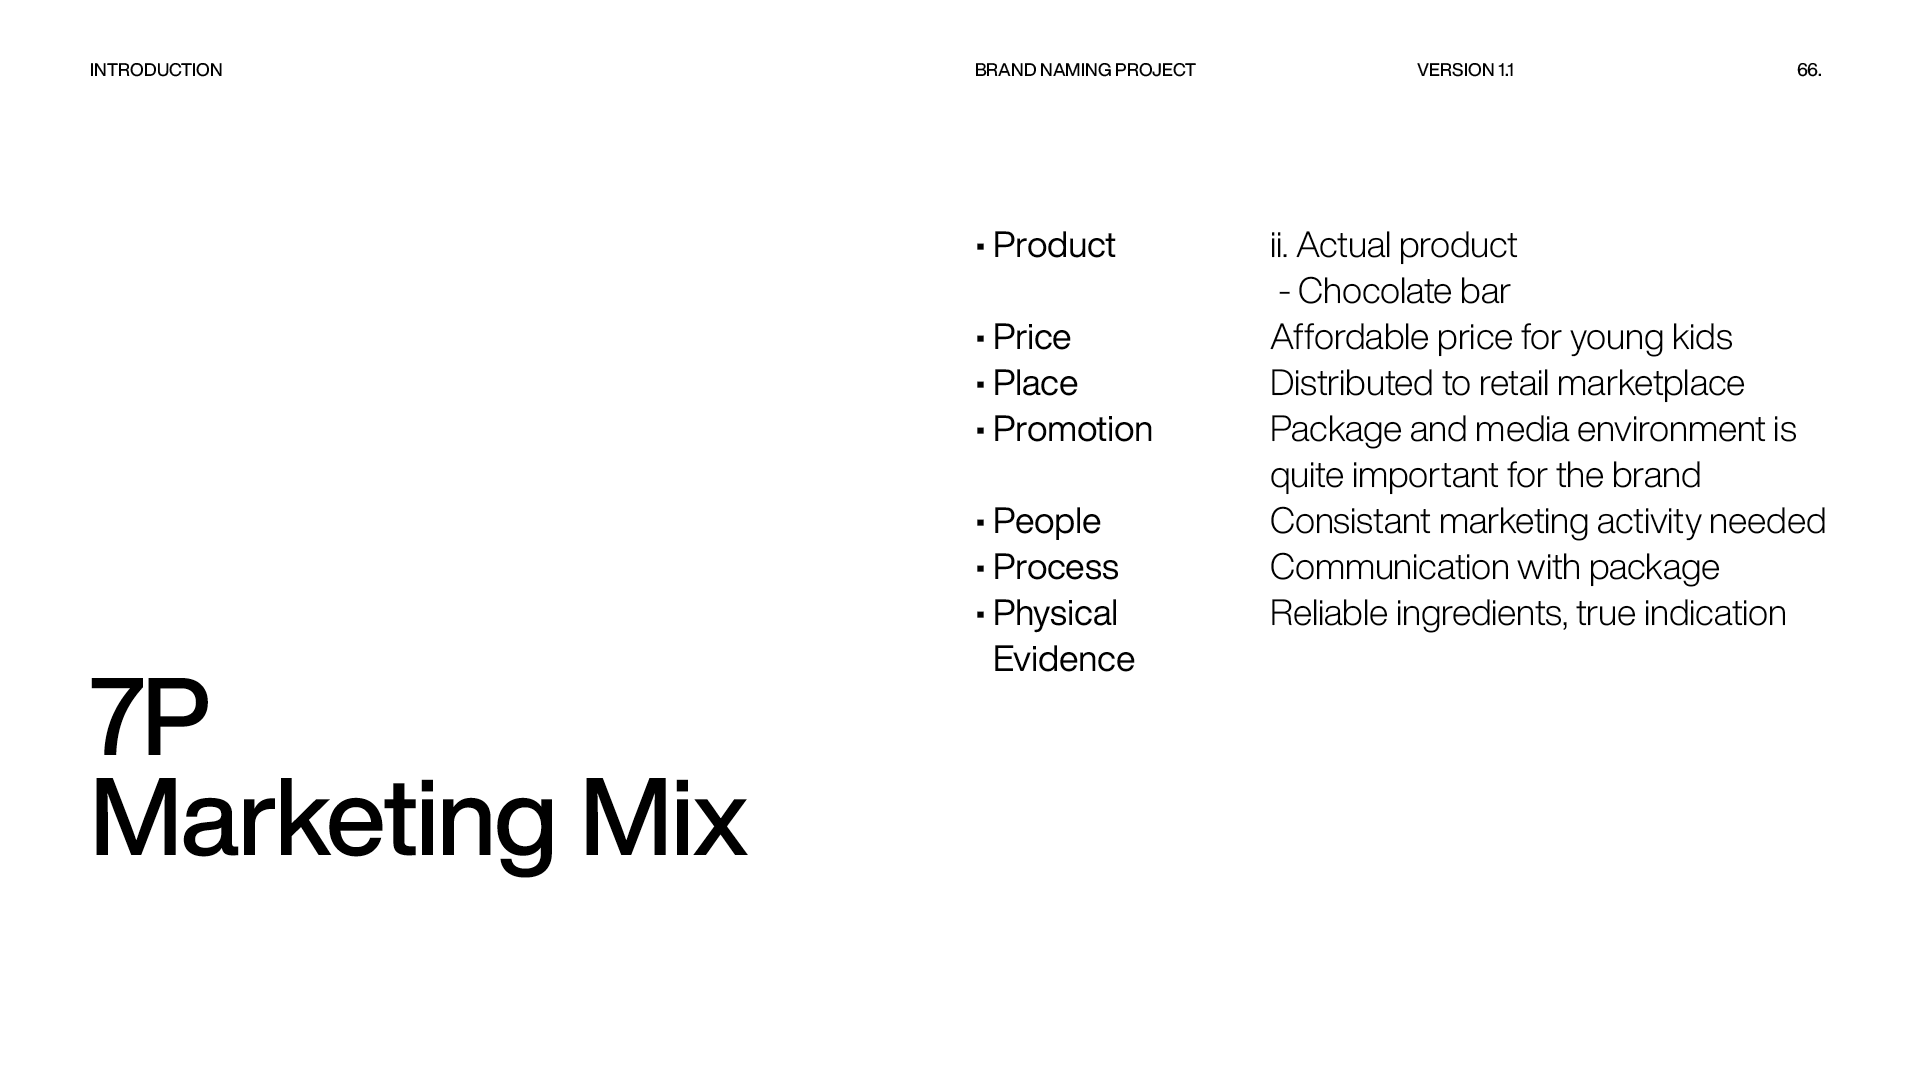 INTRODUCTION
BRAND NAMING PROJECT
VERSION 1.1
66.
▪ Product ii. Actual product
- Chocolate bar
▪ Price Affordable price for young kids
▪ Place Distributed to retail marketplace
▪ Promotion Package and media environment is
quite important for the brand
▪ People Consistant marketing activity needed
▪ Process Communication with package
▪ Physical Reliable ingredients, true indication
Evidence
7P
Marketing Mix